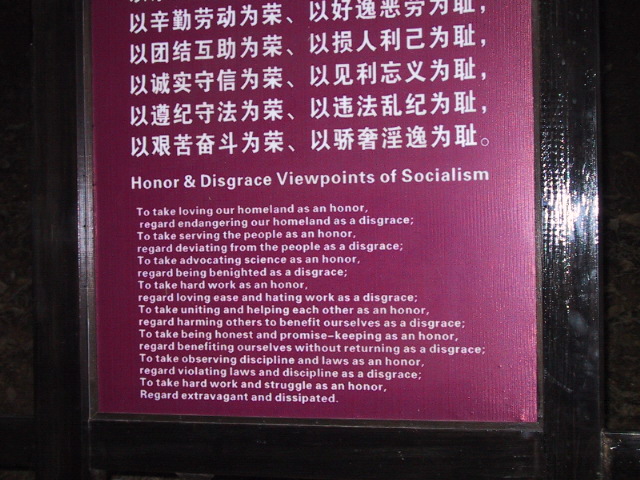 以辛勤劳动为荣、以好逸恶劳为耻，
以团结互助为荣、以损人利己为耻，
以诚实守信为荣、以见利忘义为耻，
以遵纪守法为荣、以违法乱纪为耻，
以艰苦奋斗为荣、以骄奢淫逸为耻。
Honor & Disgrace Viewpoints of Socialism
To take loving our homeland as an honor,
regard endangering our homeland as a disgrace;
To take serving the people as an honor,
regard deviating from the people as a disgrace;
To take advocating science as an honor,
regard being benighted as a disgrace;
To take hard work as an honor,
regard loving ease and hating work as a disgrace;
To take uniting and helping each other as an honor,
regard harming others to benefit ourselves as a disgrace;
To take being honest and promise-keeping as an honor,
regard benefiting ourselves without returning as a disgrace;
To take observing discipline and laws as an honor,
regard violating laws and discipline as a disgrace;
To take hard work and struggle as an honor,
Regard extravagant and dissipated.